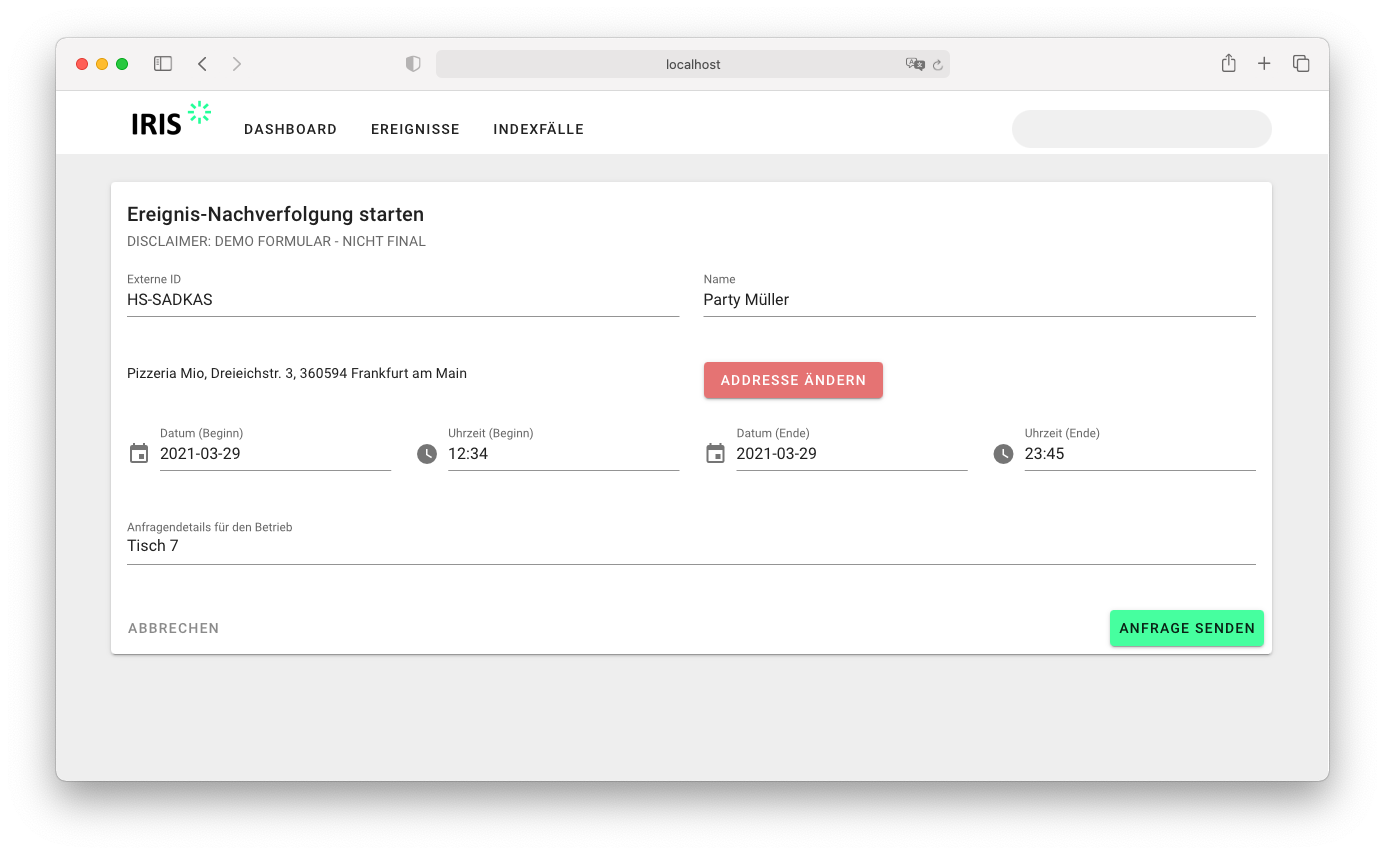 localhost
IRIS DASHBOARD EREIGNISSE INDEXFÄLLE
Ereignis-Nachverfolgung starten
DISCLAIMER: DEMO FORMULAR - NICHT FINAL
Externe ID Name
HS-SADKAS Party Müller
Pizzeria Mio, Dreieichstr. 3, 360594 Frankfurt am Main ADDRESSE ÄNDERN
Datum (Beginn) Uhrzeit (Beginn) Datum (Ende) Uhrzeit (Ende)
2021-03-29 12:34 2021-03-29 23:45
Anfragendetails für den Betrieb
Tisch 7
ABBRECHEN ANFRAGE SENDEN